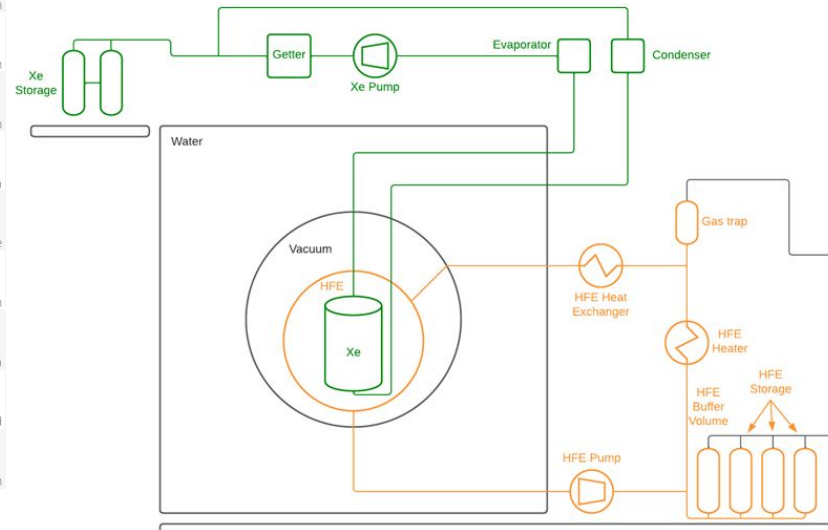 Xe
Storage
Getter
Xe Pump
Evaporator
Condenser
Water
Vacuum
HFE
Xe
Gas trap
HFE Heat
Exchanger
HFE
Heater
HFE
Storage
HFE
Buffer
Volume
HFE Pump